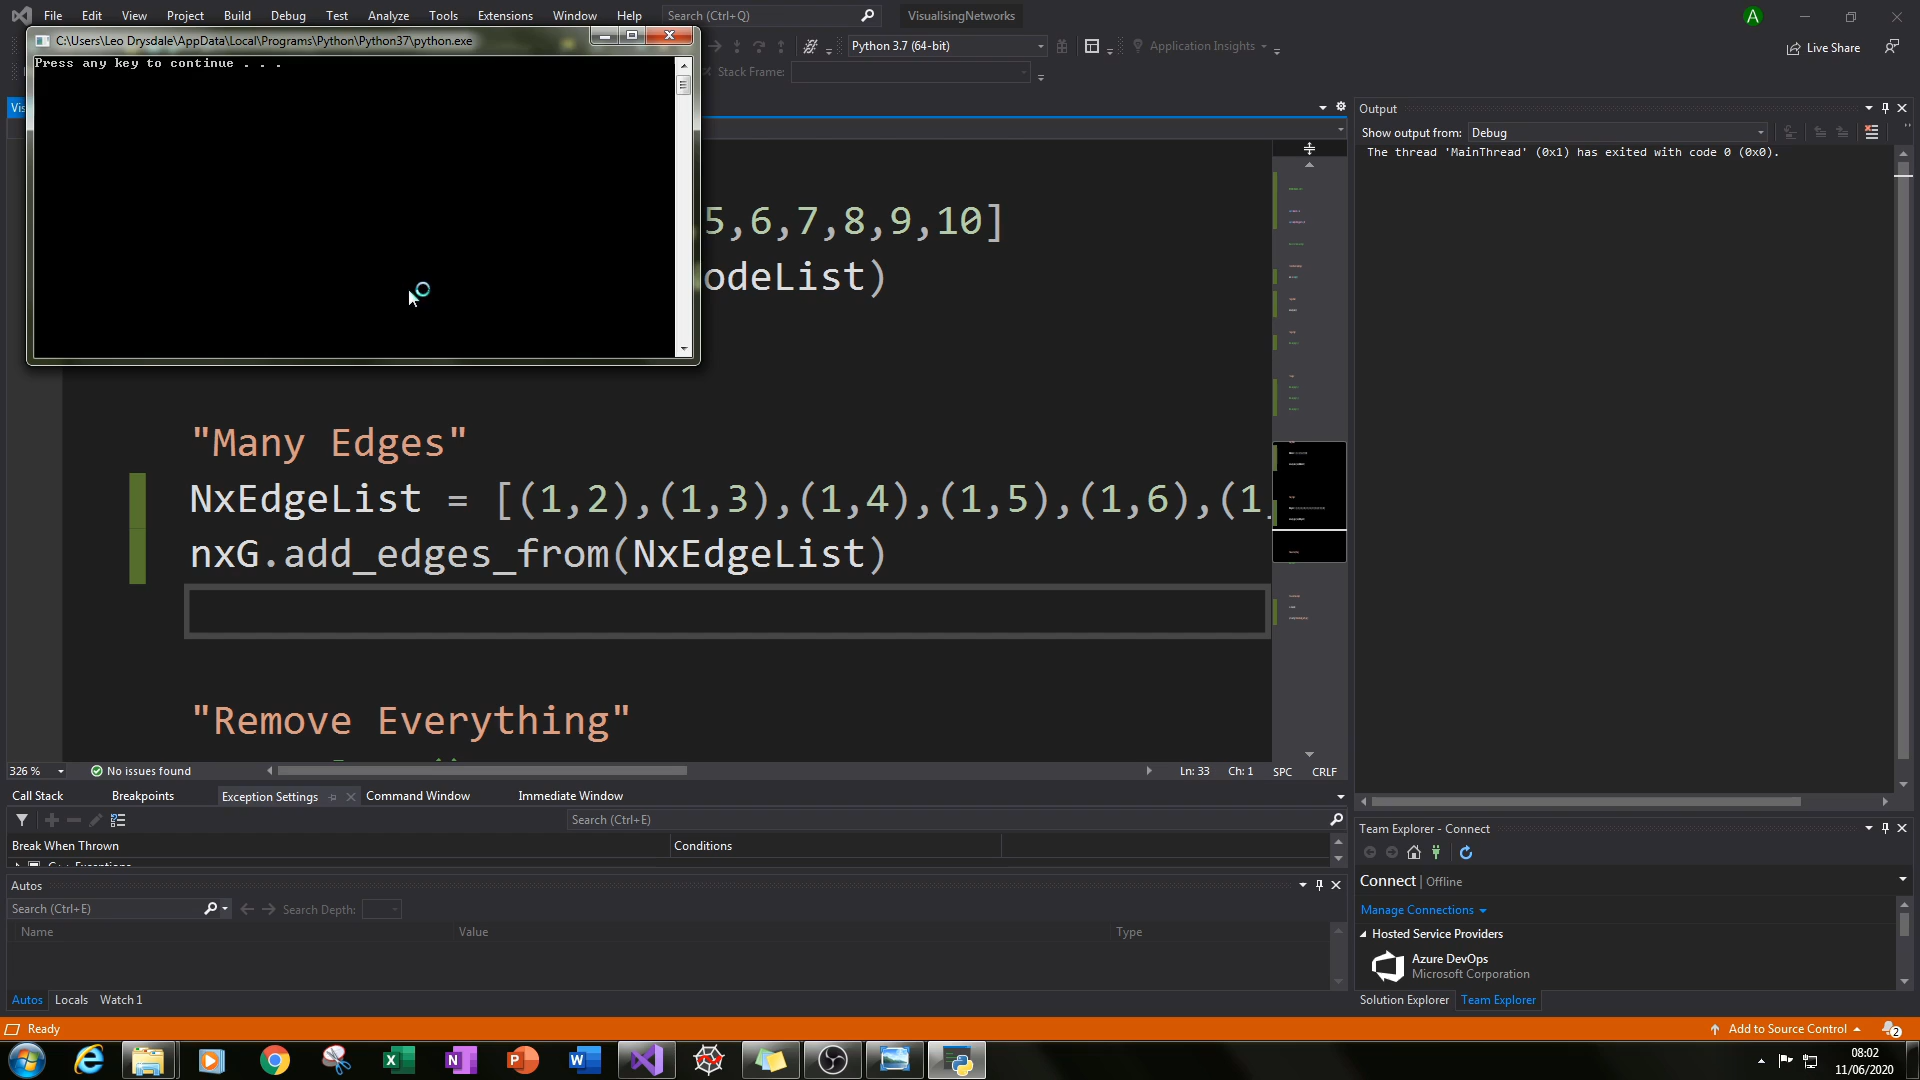 File Edit View Project Build Debug Test Analyze Tools Extensions Window Help Search (Ctrl+Q) VisualisingNetworks A
C:\Users\Leo Drysdale\AppData\Local\Programs\Python\Python37\python.exe
Python 3.7 (64-bit) Application Insights Live Share
Press any key to continue . . .
Stack Frame:
Vis
Output
Show output from: Debug
The thread 'MainThread' (0x1) has exited with code 0 (0x0).
5,6,7,8,9,10]
odeList)
"Many Edges"
NxEdgeList = [(1,2),(1,3),(1,4),(1,5),(1,6),(1,
nxG.add_edges_from(NxEdgeList)
"Remove Everything"
326 % No issues found Ln: 33 Ch: 1 SPC CRLF
Call Stack Breakpoints Exception Settings Command Window Immediate Window
Search (Ctrl+E)
Break When Thrown Conditions
C++ Exceptions
Autos
Search (Ctrl+E) Search Depth:
Name Value Type
Autos Locals Watch 1
Team Explorer - Connect
Connect | Offline
Manage Connections
Hosted Service Providers
Azure DevOps
Microsoft Corporation
Solution Explorer Team Explorer
Ready Add to Source Control 2
08:02
11/06/2020